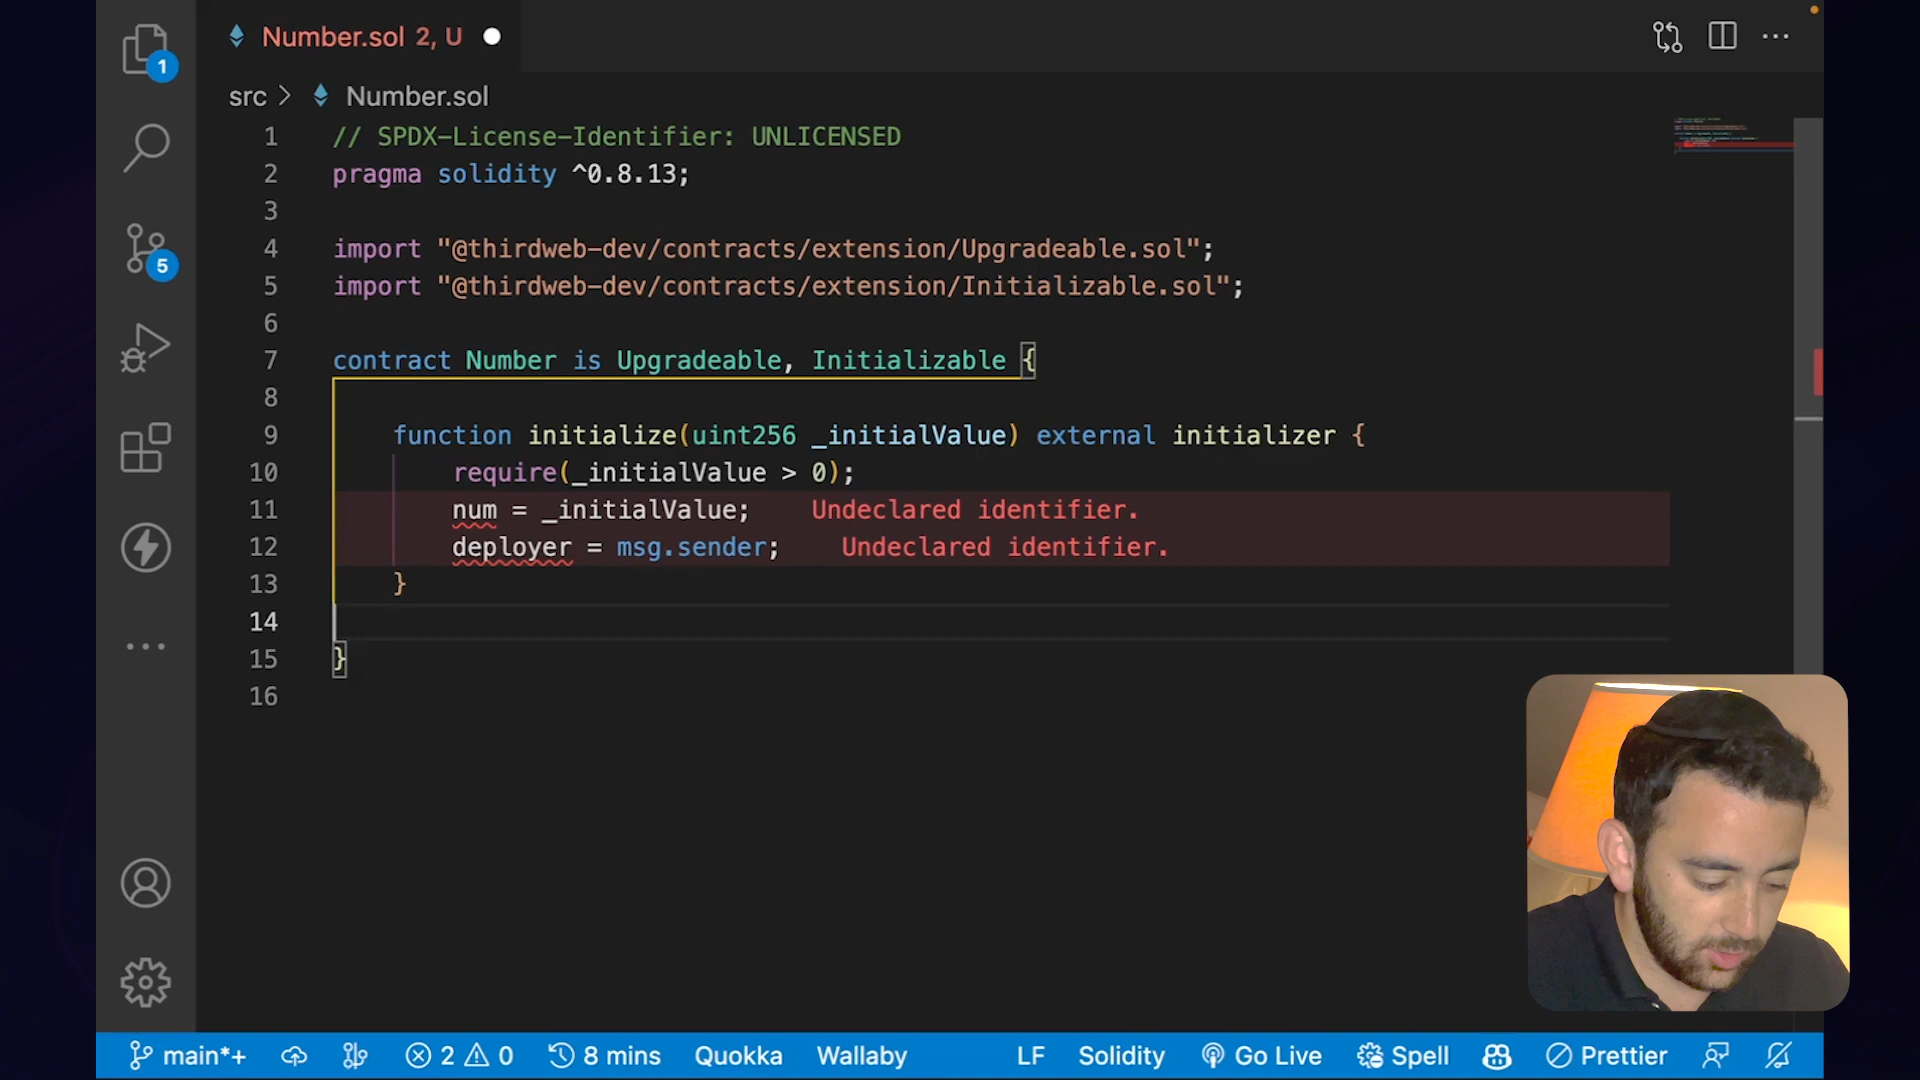 1
Number.sol 2, U
src > Number.sol
1 // SPDX-License-Identifier: UNLICENSED
2 pragma solidity ^0.8.13;
3
4 import "@thirdweb-dev/contracts/extension/Upgradeable.sol";
5 import "@thirdweb-dev/contracts/extension/Initializable.sol";
6
7 contract Number is Upgradeable, Initializable {
8
9 function initialize(uint256 _initialValue) external initializer {
10 require(_initialValue > 0);
11 num = _initialValue; Undeclared identifier.
12 deployer = msg.sender; Undeclared identifier.
13 }
14
15 }
16
5
main*+ 2 0 8 mins Quokka Wallaby LF Solidity Go Live Spell Prettier